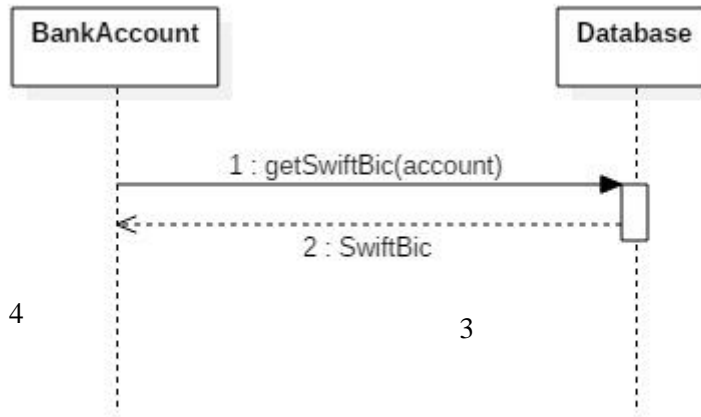 BankAccount
Database
1 : getSwiftBic(account)
2 : SwiftBic
4
3